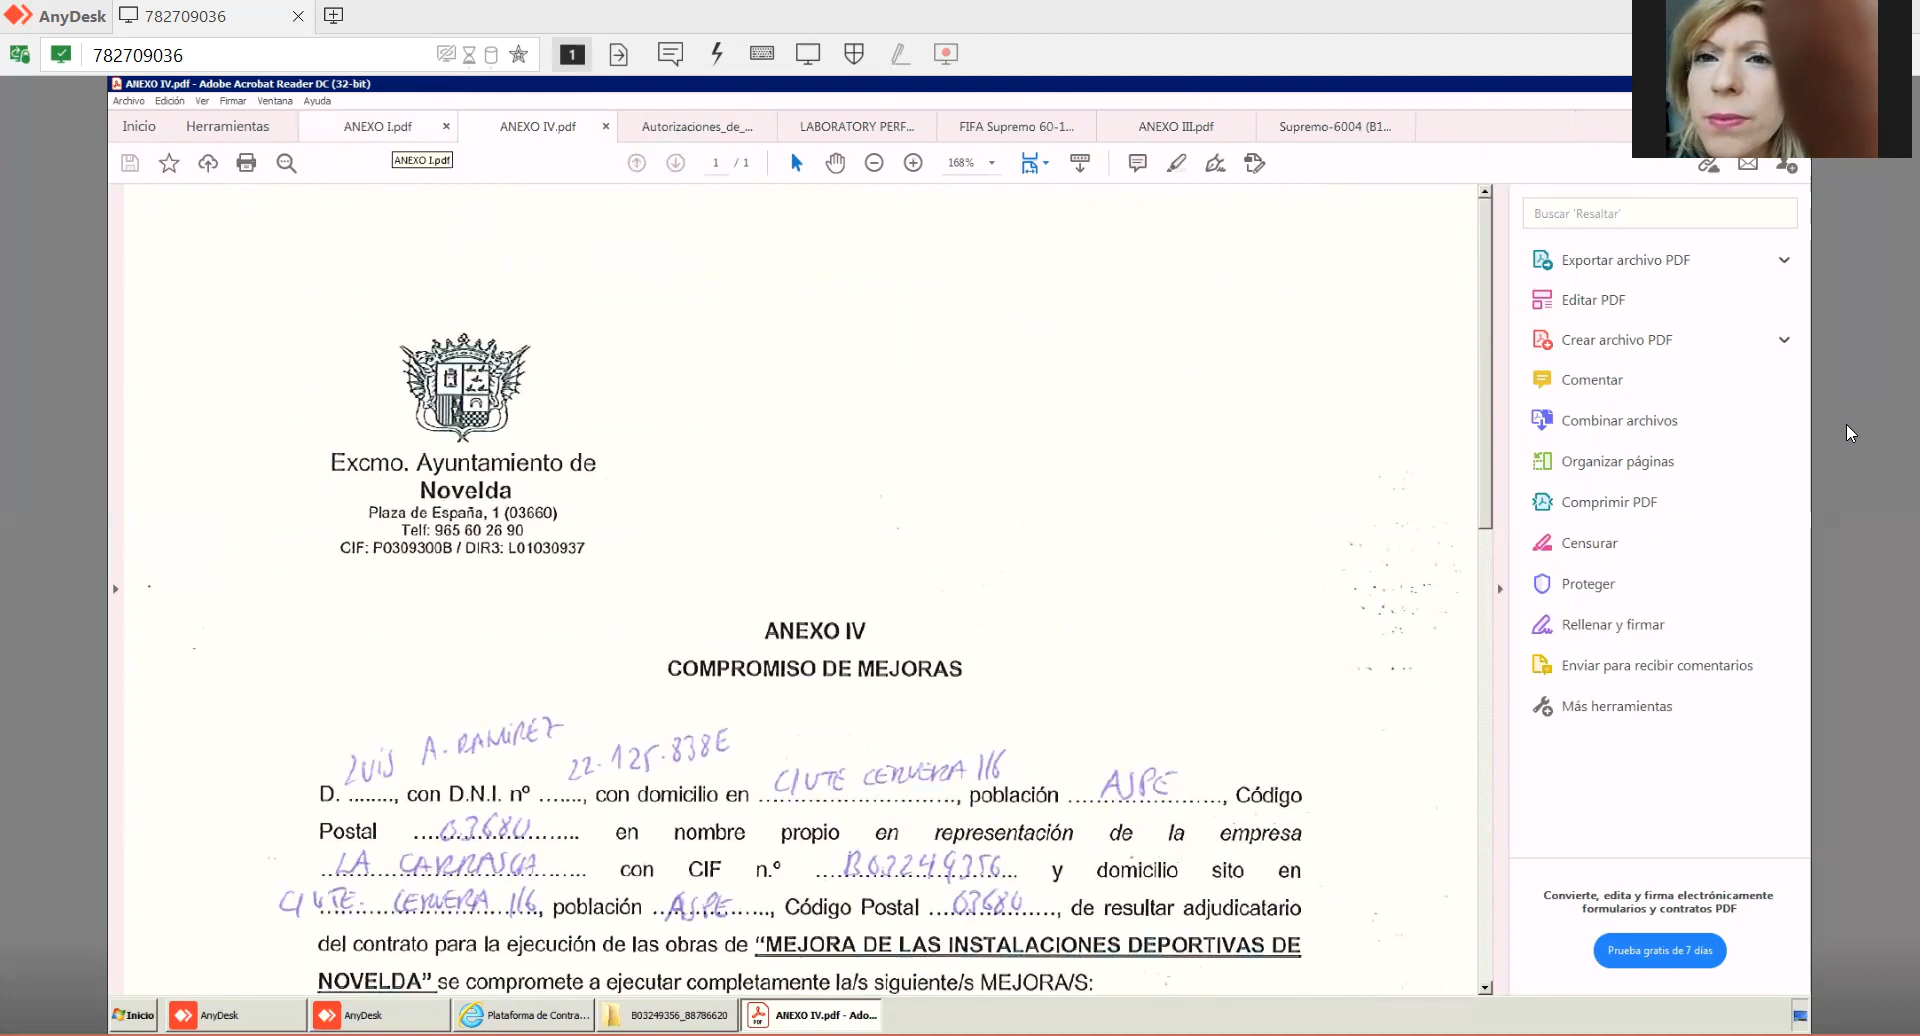 AnyDesk
782709036
782709036
1
ANEXO IV.pdf - Adobe Acrobat Reader DC (32-bit)
Archivo Edición Ver Firmar Ventana Ayuda
Inicio Herramientas ANEXO I.pdf ANEXO IV.pdf Autorizaciones_de_... LABORATORY PERF... FIFA Supremo 60-1... ANEXO III.pdf Supremo-6004 (B1...
ANEXO I.pdf
1 / 1 168%
Buscar 'Resaltar'
Exportar archivo PDF
Editar PDF
Crear archivo PDF
Comentar
Combinar archivos
Organizar páginas
Comprimir PDF
Censurar
Proteger
Rellenar y firmar
Enviar para recibir comentarios
Más herramientas
Convierte, edita y firma electrónicamente
formularios y contratos PDF
Prueba gratis de 7 días
Excmo. Ayuntamiento de
Novelda
Plaza de España, 1 (03660)
Telf: 965 60 26 90
CIF: P0309300B / DIR3: L01030937
ANEXO IV
COMPROMISO DE MEJORAS
LUIS A. RAMIREZ 22.125.838E C/VTE CERVERA 116 ASPE
D. ........, con D.N.I. nº ......., con domicilio en ............................, población ......................, Código
Postal 03680 en nombre propio en representación de la empresa
LA CARRASCA con CIF n.º B03249356 y domicilio sito en
C/ VTE. CERVERA 116, población ASPE, Código Postal 03680, de resultar adjudicatario
del contrato para la ejecución de las obras de “MEJORA DE LAS INSTALACIONES DEPORTIVAS DE
NOVELDA” se compromete a ejecutar completamente la/s siguiente/s MEJORA/S:
Inicio AnyDesk AnyDesk Plataforma de Contra... B03249356_88786620 ANEXO IV.pdf - Ado...